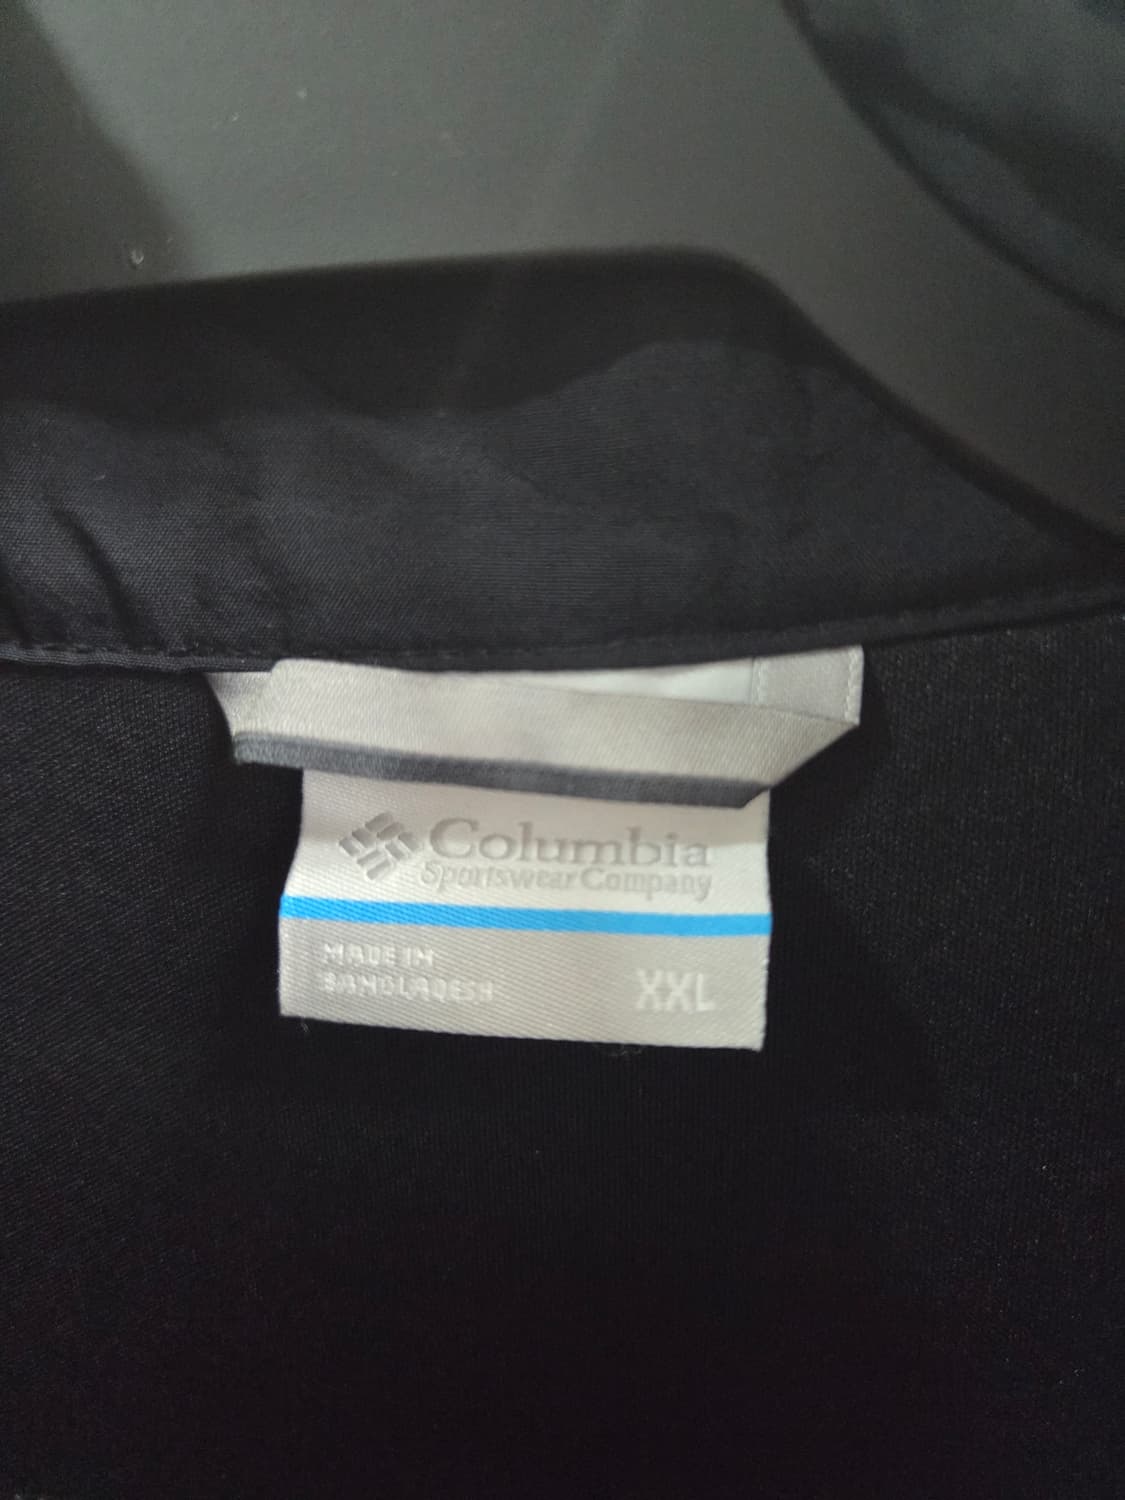 Columbia
Sportswear Company
MADE IN
BANGLADESH
XXL